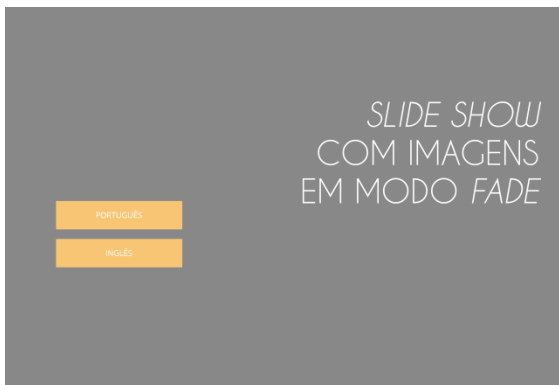 SLIDE SHOW
COM IMAGENS
EM MODO FADE
PORTUGUÊS
INGLÊS